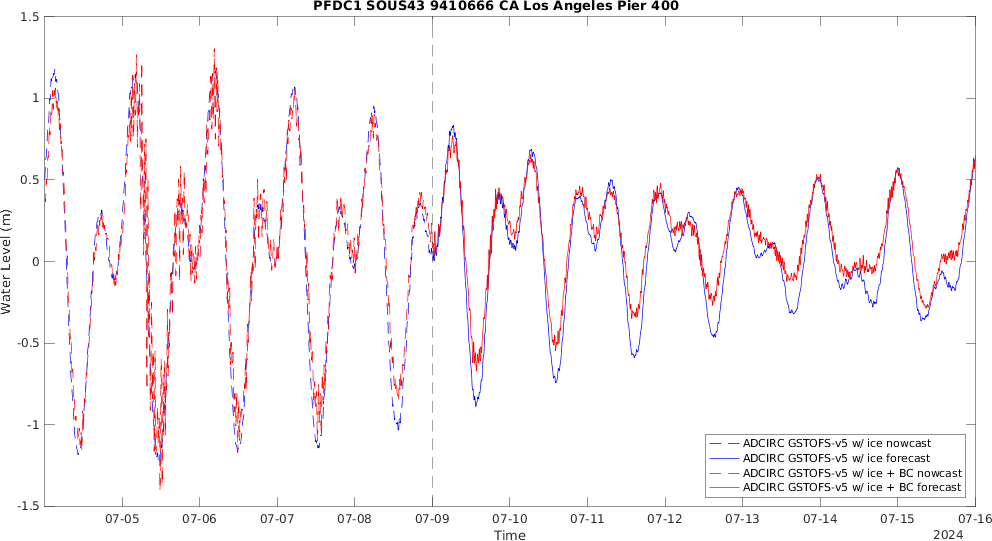 PFDC1 SOUS43 9410666 CA Los Angeles Pier 400
1.5
1
0.5
0
-0.5
-1
-1.5
Water Level (m)
07-05 07-06 07-07 07-08 07-09 07-10 07-11 07-12 07-13 07-14 07-15 07-16
Time
2024
ADCIRC GSTOFS-v5 w/ ice nowcast
ADCIRC GSTOFS-v5 w/ ice forecast
ADCIRC GSTOFS-v5 w/ ice + BC nowcast
ADCIRC GSTOFS-v5 w/ ice + BC forecast